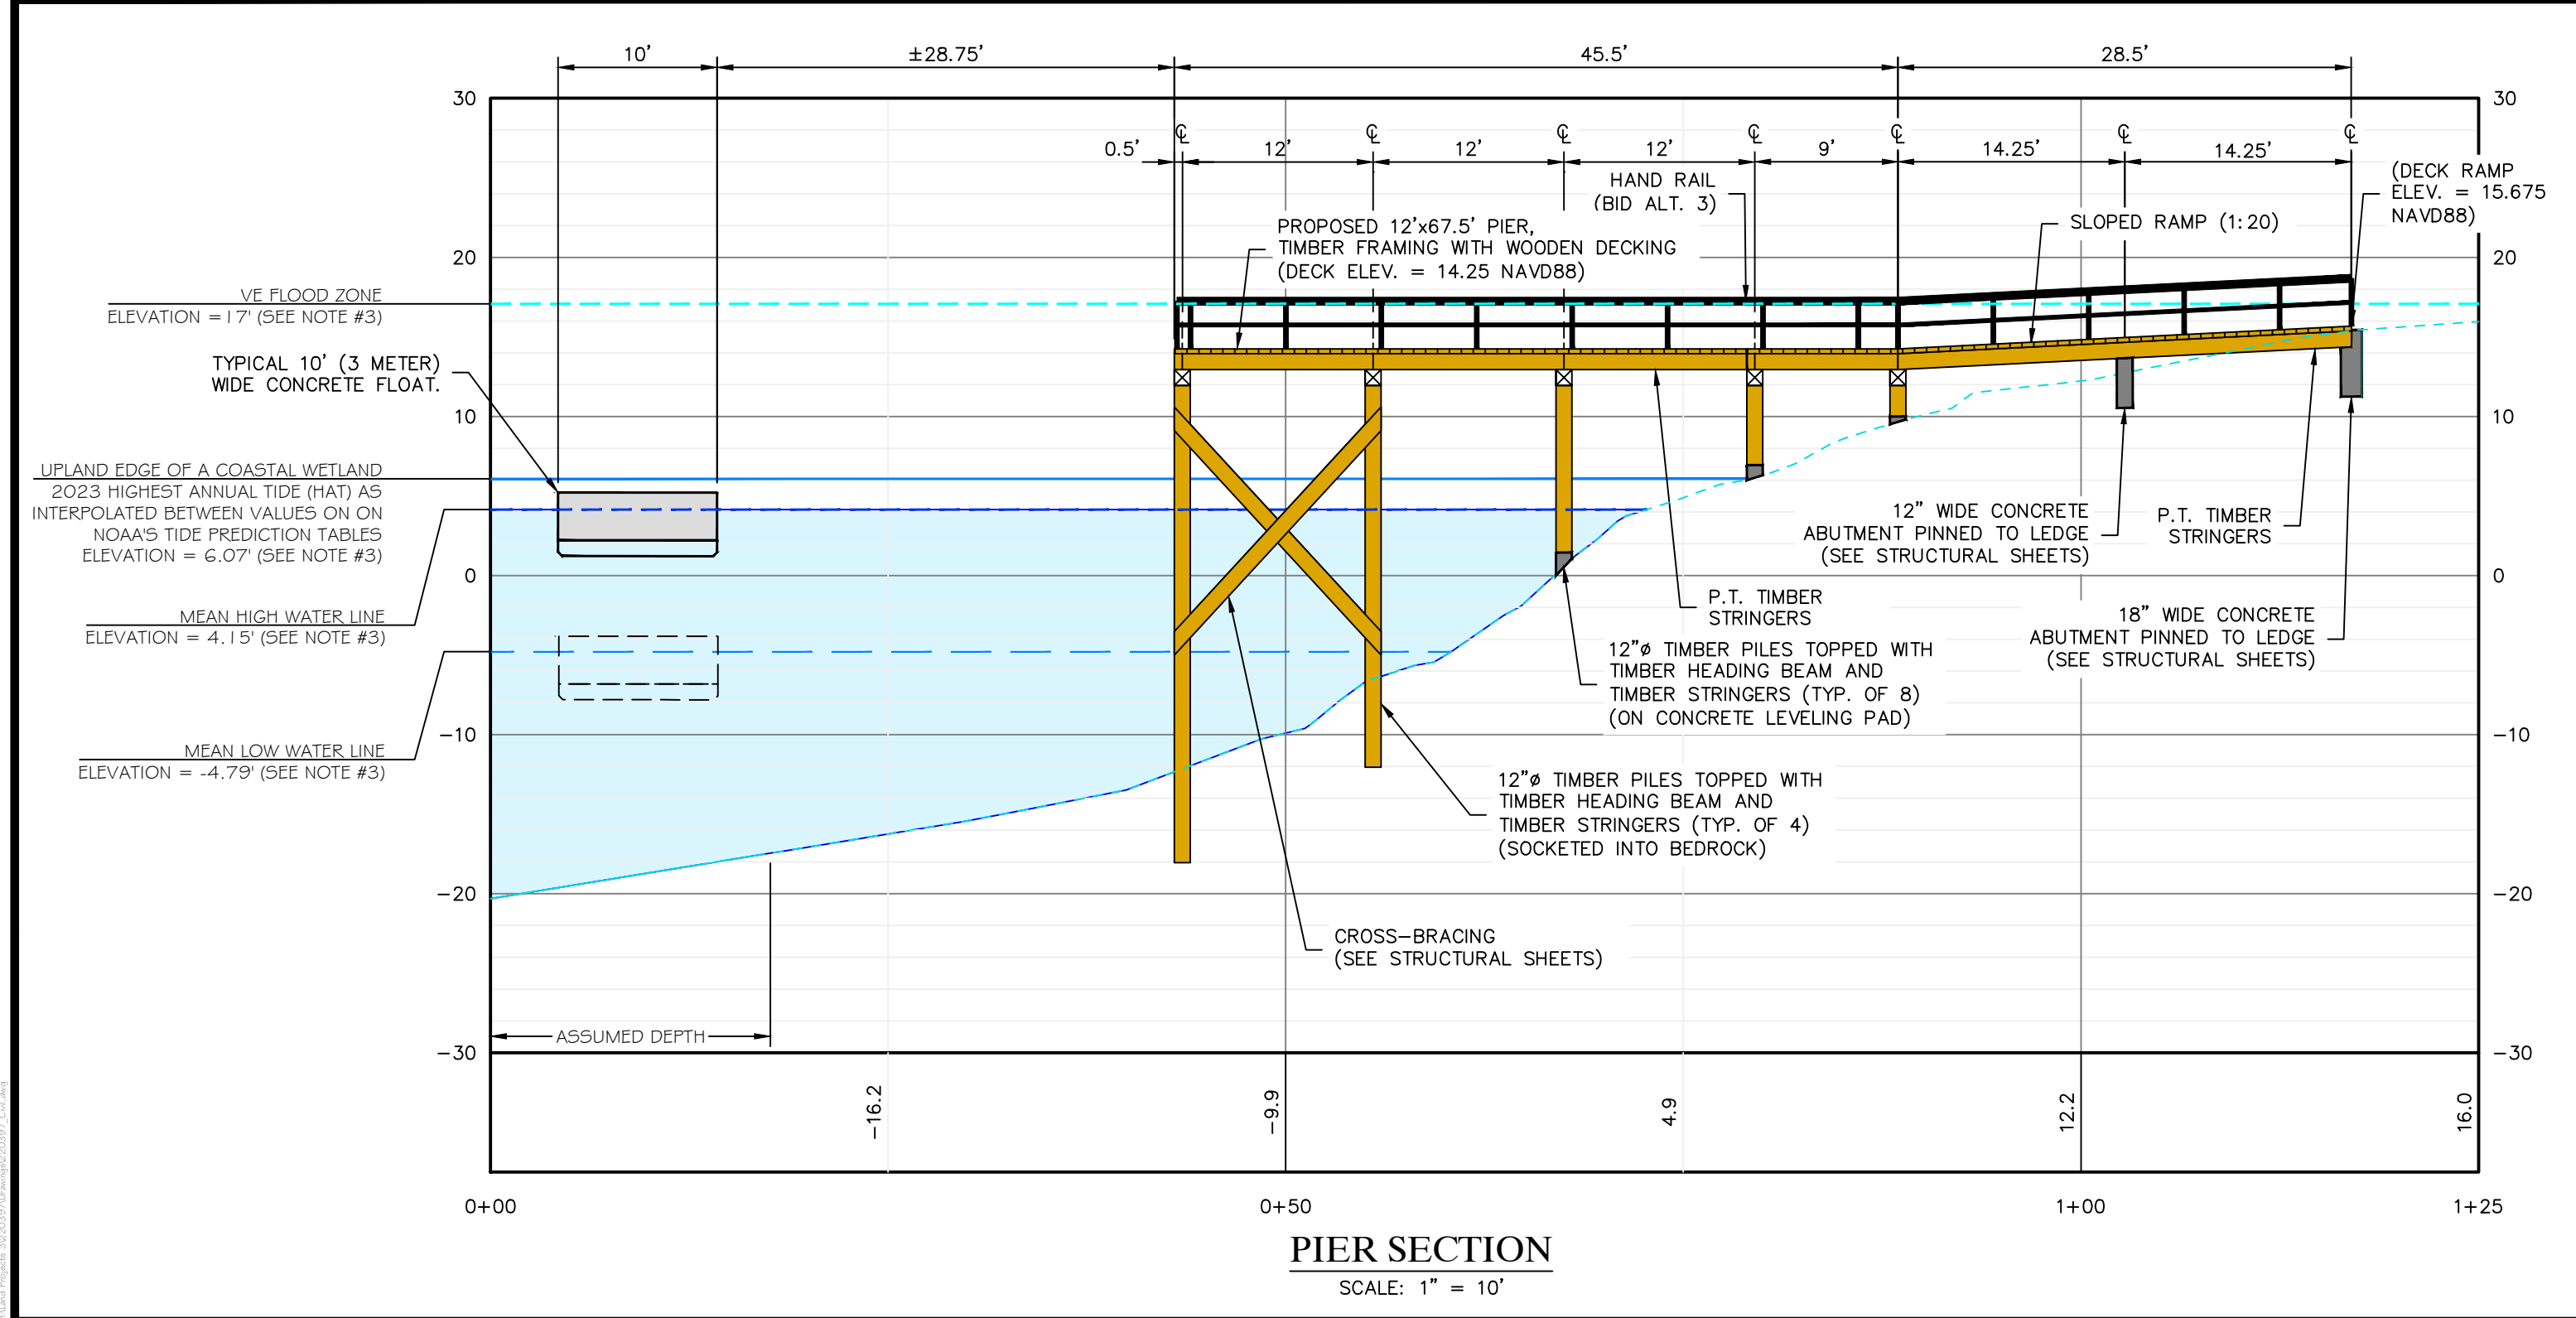 10’
±28.75’
45.5’
28.5’
30
30
℄
℄
℄
℄
℄
℄
℄
0.5’
12’
12’
12’
9’
14.25’
14.25’
HAND RAIL
(BID ALT. 3)
(DECK RAMP
ELEV. = 15.675
NAVD88)
PROPOSED 12’x67.5’ PIER,
TIMBER FRAMING WITH WOODEN DECKING
(DECK ELEV. = 14.25 NAVD88)
SLOPED RAMP (1:20)
20
20
VE FLOOD ZONE
ELEVATION =17' (SEE NOTE #3)
TYPICAL 10’ (3 METER)
WIDE CONCRETE FLOAT.
10
10
UPLAND EDGE OF A COASTAL WETLAND
2023 HIGHEST ANNUAL TIDE (HAT) AS
INTERPOLATED BETWEEN VALUES ON ON
NOAA'S TIDE PREDICTION TABLES
ELEVATION = 6.07' (SEE NOTE #3)
12” WIDE CONCRETE
ABUTMENT PINNED TO LEDGE
(SEE STRUCTURAL SHEETS)
P.T. TIMBER
STRINGERS
0
0
MEAN HIGH WATER LINE
ELEVATION = 4.15' (SEE NOTE #3)
P.T. TIMBER
STRINGERS
18” WIDE CONCRETE
ABUTMENT PINNED TO LEDGE
(SEE STRUCTURAL SHEETS)
12”ø TIMBER PILES TOPPED WITH
TIMBER HEADING BEAM AND
TIMBER STRINGERS (TYP. OF 8)
(ON CONCRETE LEVELING PAD)
-10
-10
MEAN LOW WATER LINE
ELEVATION = -4.79' (SEE NOTE #3)
12”ø TIMBER PILES TOPPED WITH
TIMBER HEADING BEAM AND
TIMBER STRINGERS (TYP. OF 4)
(SOCKETED INTO BEDROCK)
-20
-20
CROSS-BRACING
(SEE STRUCTURAL SHEETS)
ASSUMED DEPTH
-30
-30
-16.2
-9.9
4.9
12.2
16.0
0+00
0+50
1+00
1+25
PIER SECTION
SCALE: 1” = 10’